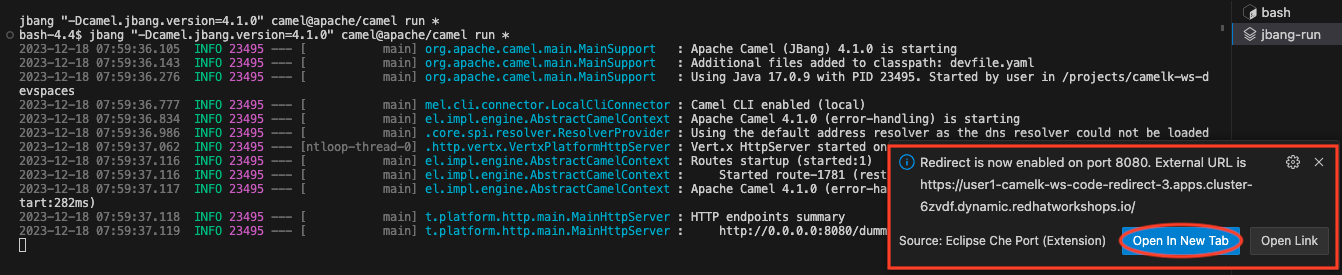 jbang "-Dcamel.jbang.version=4.1.0" camel@apache/camel run *
bash-4.4$ jbang "-Dcamel.jbang.version=4.1.0" camel@apache/camel run *
2023-12-18 07:59:36.105 INFO 23495 --- [ main] org.apache.camel.main.MainSupport : Apache Camel (JBang) 4.1.0 is starting
2023-12-18 07:59:36.143 INFO 23495 --- [ main] org.apache.camel.main.MainSupport : Additional files added to classpath: devfile.yaml
2023-12-18 07:59:36.276 INFO 23495 --- [ main] org.apache.camel.main.MainSupport : Using Java 17.0.9 with PID 23495. Started by user in /projects/camelk-ws-d
evspaces
2023-12-18 07:59:36.777 INFO 23495 --- [ main] mel.cli.connector.LocalCliConnector : Camel CLI enabled (local)
2023-12-18 07:59:36.834 INFO 23495 --- [ main] el.impl.engine.AbstractCamelContext : Apache Camel 4.1.0 (error-handling) is starting
2023-12-18 07:59:36.986 INFO 23495 --- [ main] .core.spi.resolver.ResolverProvider : Using the default address resolver as the dns resolver could not be loaded
2023-12-18 07:59:37.062 INFO 23495 --- [ntloop-thread-0] .http.vertx.VertxPlatformHttpServer : Vert.x HttpServer started on
2023-12-18 07:59:37.116 INFO 23495 --- [ main] el.impl.engine.AbstractCamelContext : Routes startup (started:1)
2023-12-18 07:59:37.116 INFO 23495 --- [ main] el.impl.engine.AbstractCamelContext : Started route-1781 (rest
2023-12-18 07:59:37.117 INFO 23495 --- [ main] el.impl.engine.AbstractCamelContext : Apache Camel 4.1.0 (error-ha
tart:282ms)
2023-12-18 07:59:37.118 INFO 23495 --- [ main] t.platform.http.main.MainHttpServer : HTTP endpoints summary
2023-12-18 07:59:37.119 INFO 23495 --- [ main] t.platform.http.main.MainHttpServer : http://0.0.0.0:8080/dumm
bash
jbang-run
Redirect is now enabled on port 8080. External URL is
https://user1-camelk-ws-code-redirect-3.apps.cluster-
6zvdf.dynamic.redhatworkshops.io/
Source: Eclipse Che Port (Extension)
Open In New Tab
Open Link